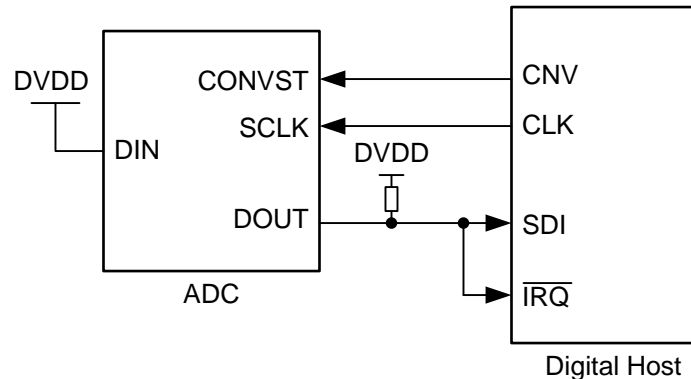 DVDD
DIN
CONVST
SCLK
DOUT
ADC
DVDD
CNV
CLK
SDI
IRQ
Digital Host